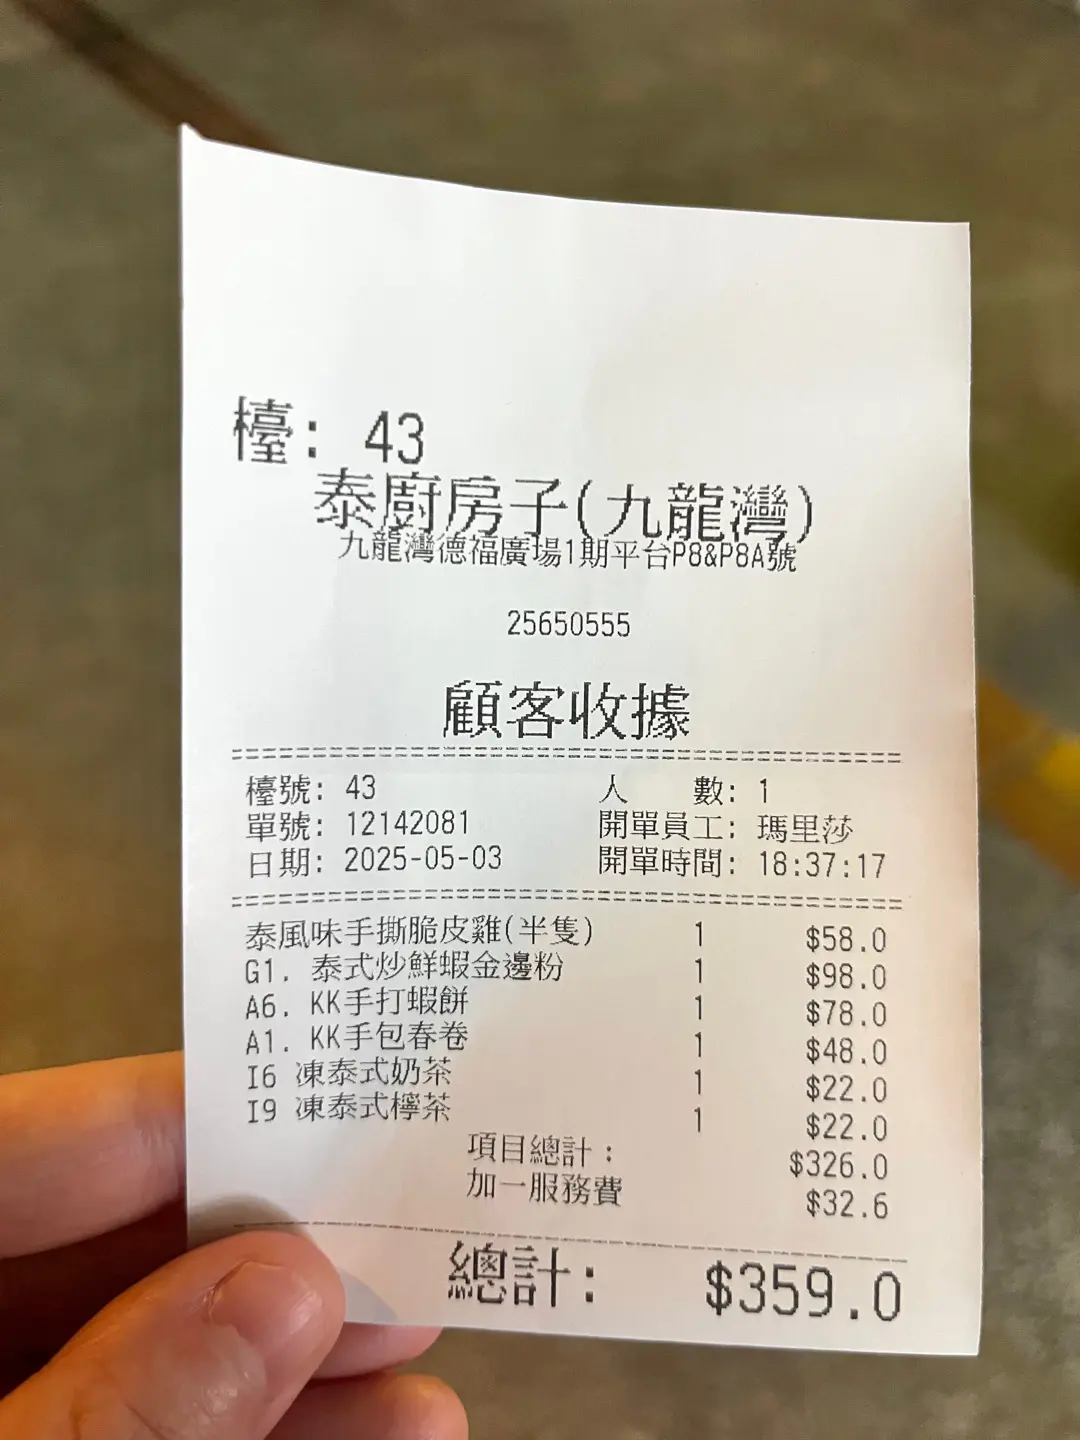 檯: 43
泰廚房子(九龍灣)
九龍灣德福廣場1期平台P8&P8A號
25650555
顧客收據
檯號: 43 人 數: 1
單號: 12142081 開單員工: 瑪里莎
日期: 2025-05-03 開單時間: 18:37:17
泰風味手撕脆皮雞(半隻) 1 $58.0
G1. 泰式炒鮮蝦金邊粉 1 $98.0
A6. KK手打蝦餅 1 $78.0
A1. KK手包春卷 1 $48.0
I6 凍泰式奶茶 1 $22.0
I9 凍泰式檸茶 1 $22.0
項目總計: $326.0
加一服務費 $32.6
總計: $359.0